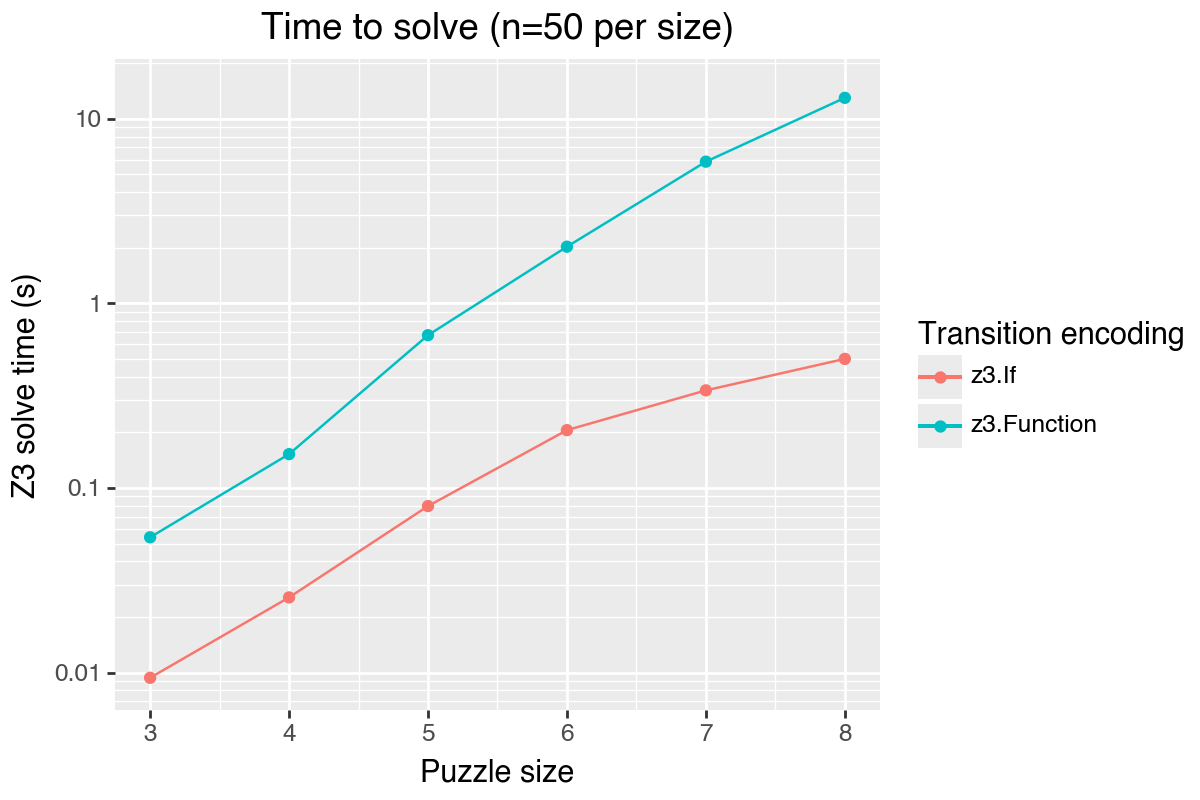 Time to solve (n=50 per size)
Z3 solve time (s)
10
1
0.1
0.01
3 4 5 6 7 8
Puzzle size
Transition encoding
z3.If
z3.Function